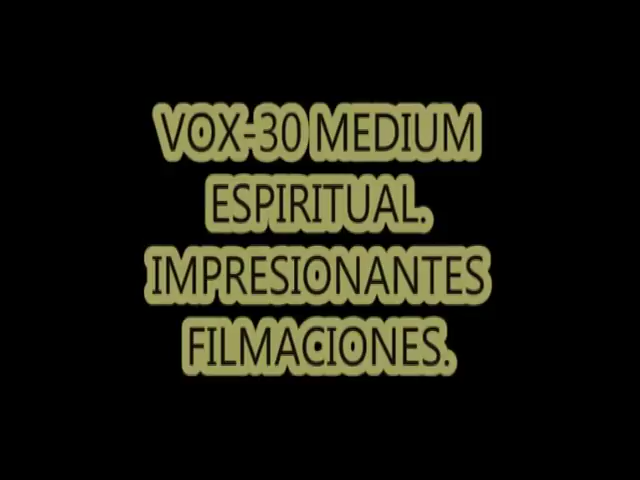 VOX-30 MEDIUM
ESPIRITUAL.
IMPRESIONANTES
FILMACIONES.